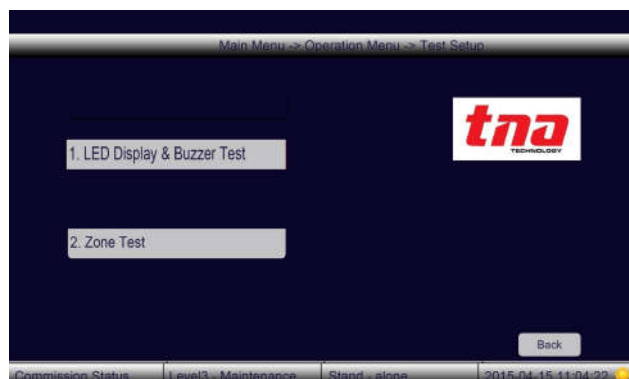 Main Menu -> Operation Menu -> Test Setup
tna
TECHNOLOGY
1. LED Display & Buzzer Test
2. Zone Test
Back
Commission Status Level3 - Maintenance Stand - alone 2015-04-15 11:04:22